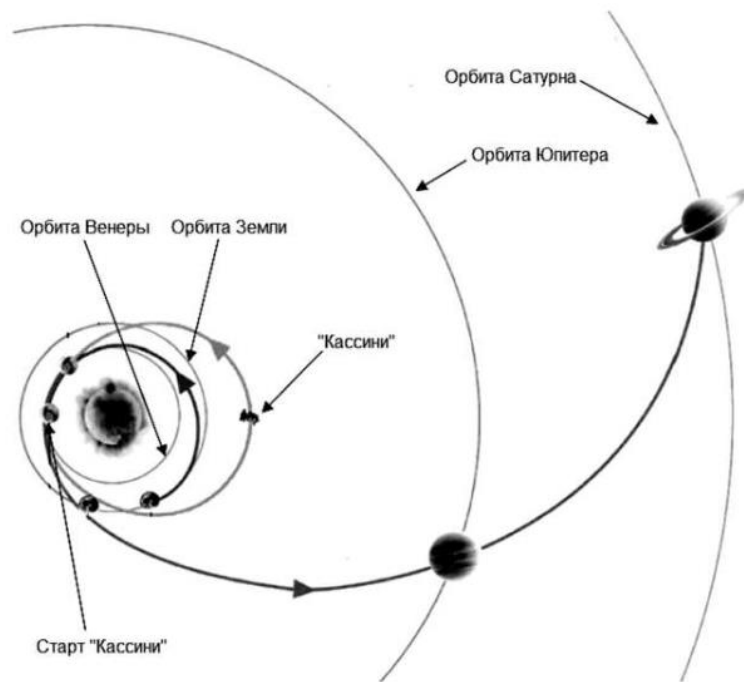 Орбита Сатурна
Орбита Юпитера
Орбита Венеры
Орбита Земли
"Кассини"
Старт "Кассини"